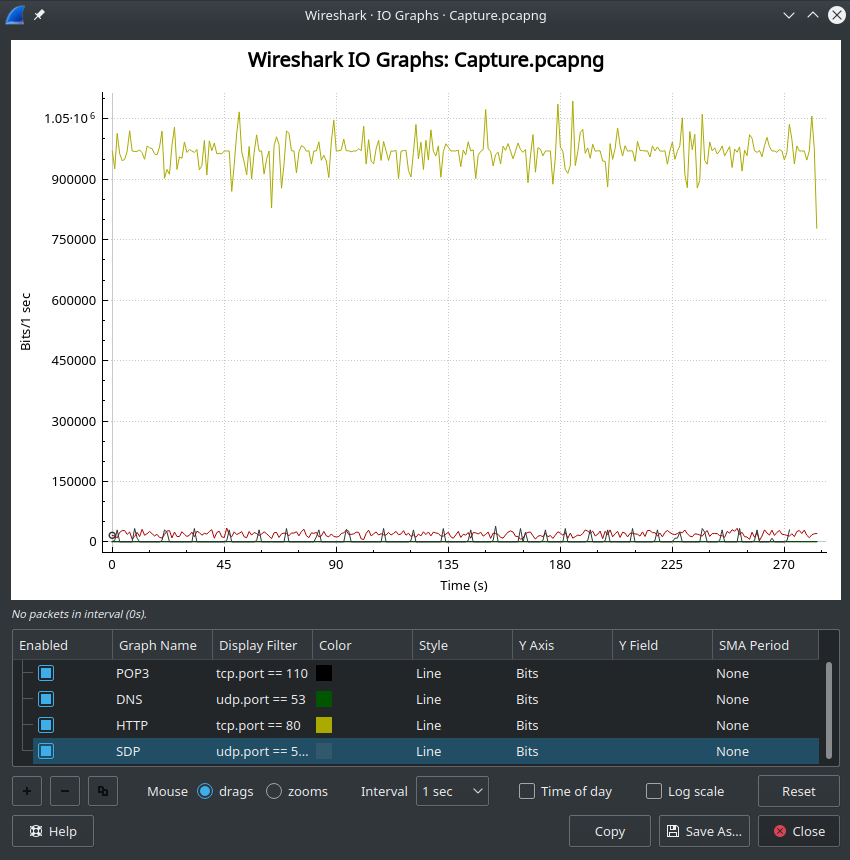 Wireshark · IO Graphs · Capture.pcapng
Wireshark IO Graphs: Capture.pcapng
1.05·10⁶
900000
750000
600000
450000
300000
150000
0
Bits/1 sec
0 45 90 135 180 225 270
Time (s)
No packets in interval (0s).
Enabled Graph Name Display Filter Color Style Y Axis Y Field SMA Period
POP3 tcp.port == 110 Line Bits None
DNS udp.port == 53 Line Bits None
HTTP tcp.port == 80 Line Bits None
SDP udp.port == 5... Line Bits None
+ − Mouse drags zooms Interval 1 sec Time of day Log scale Reset
Help Copy Save As... Close